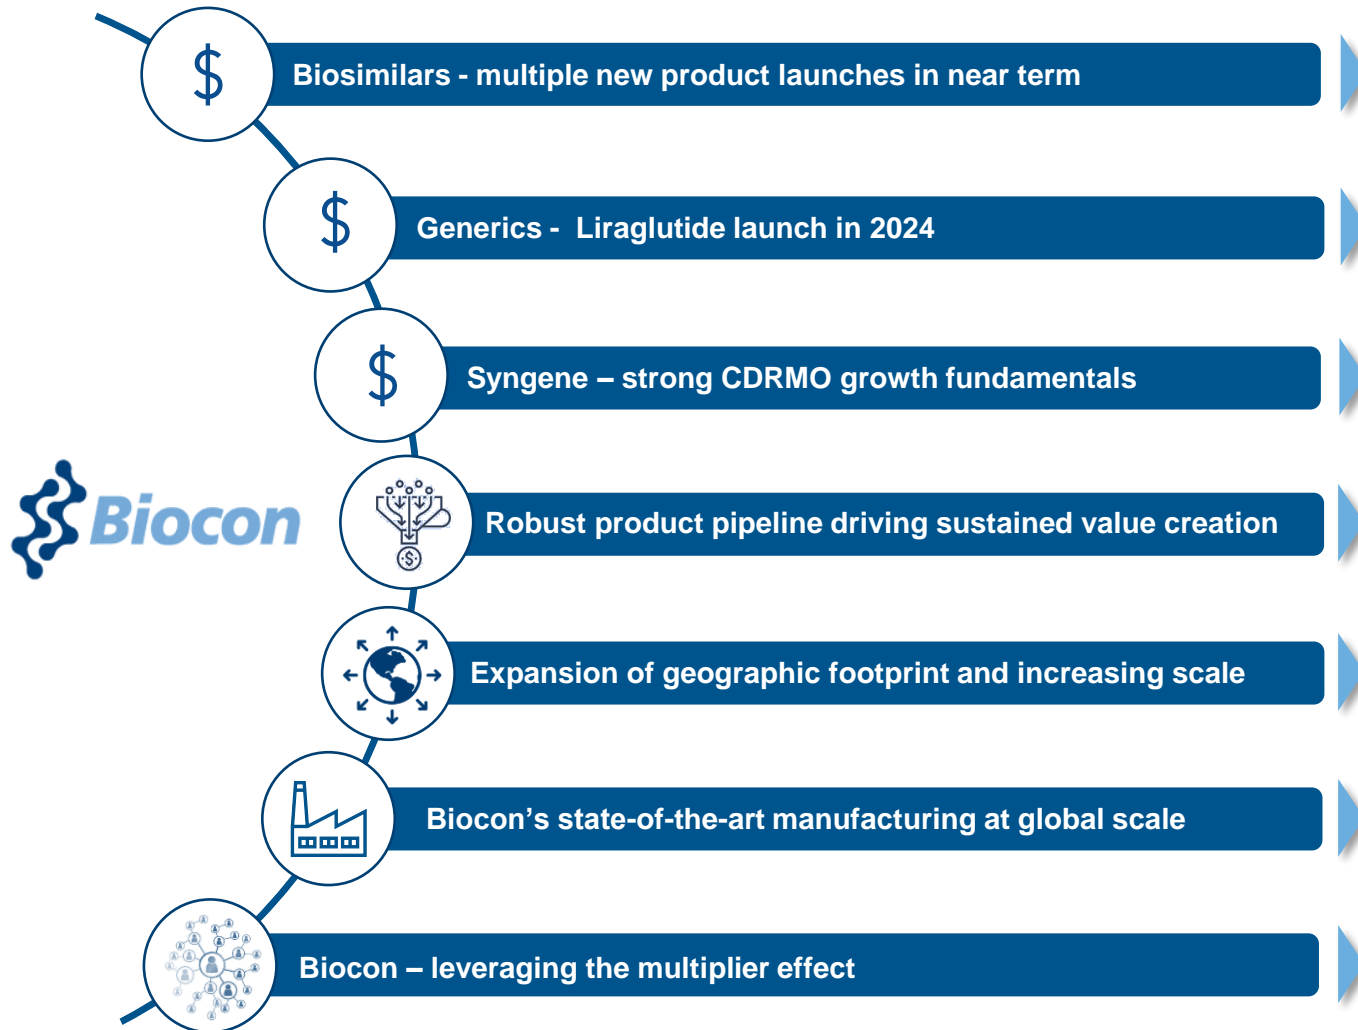 Biosimilars - multiple new product launches in near term
Generics - Liraglutide launch in 2024
Syngene – strong CDRMO growth fundamentals
Biocon
Robust product pipeline driving sustained value creation
Expansion of geographic footprint and increasing scale
Biocon’s state-of-the-art manufacturing at global scale
Biocon – leveraging the multiplier effect